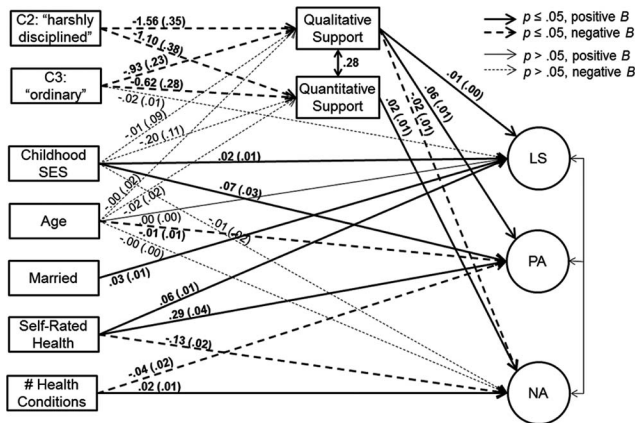 C2: “harshly
disciplined”
C3:
“ordinary”
Childhood
SES
Age
Married
Self-Rated
Health
# Health
Conditions
Qualitative
Support
.28
Quantitative
Support
LS
PA
NA
p ≤ .05, positive B
p ≤ .05, negative B
p > .05, positive B
p > .05, negative B
-1.56 (.35)
-1.10 (.38)
-.93 (.23)
-0.62 (.28)
-.02 (.01)
-.01 (.09)
-.20 (.11)
-.00 (.02)
-.02 (.02)
.01 (.00)
.06 (.01)
-.02 (.01)
.02 (.01)
.02 (.01)
.07 (.03)
-.01 (.02)
.00 (.00)
-.01 (.01)
-.00 (.00)
.03 (.01)
.06 (.01)
.29 (.04)
-.13 (.02)
-.04 (.02)
.02 (.01)